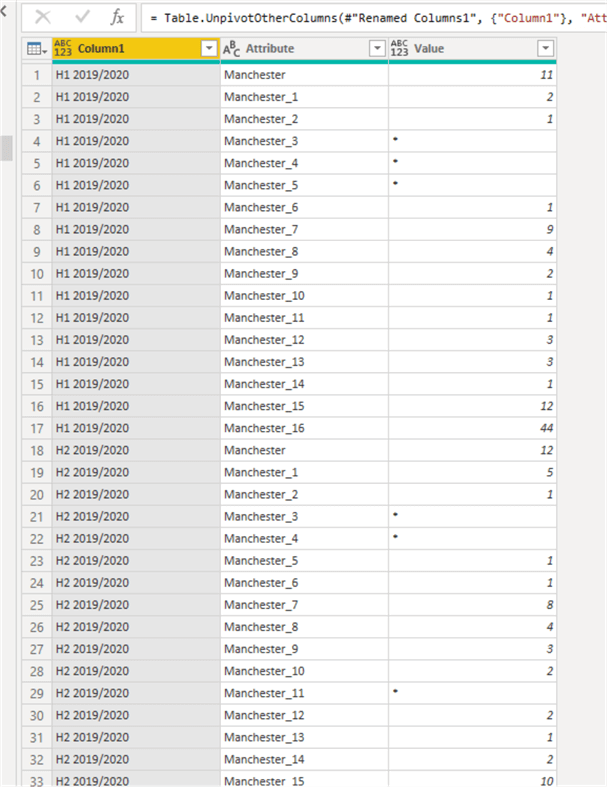 fx = Table.UnpivotOtherColumns(#"Renamed Columns1", {"Column1"}, "Att
ABC 123 Column1 ABC Attribute ABC 123 Value
1 H1 2019/2020 Manchester 11
2 H1 2019/2020 Manchester_1 2
3 H1 2019/2020 Manchester_2 1
4 H1 2019/2020 Manchester_3 *
5 H1 2019/2020 Manchester_4 *
6 H1 2019/2020 Manchester_5 *
7 H1 2019/2020 Manchester_6 1
8 H1 2019/2020 Manchester_7 9
9 H1 2019/2020 Manchester_8 4
10 H1 2019/2020 Manchester_9 2
11 H1 2019/2020 Manchester_10 1
12 H1 2019/2020 Manchester_11 1
13 H1 2019/2020 Manchester_12 3
14 H1 2019/2020 Manchester_13 3
15 H1 2019/2020 Manchester_14 1
16 H1 2019/2020 Manchester_15 12
17 H1 2019/2020 Manchester_16 44
18 H2 2019/2020 Manchester 12
19 H2 2019/2020 Manchester_1 5
20 H2 2019/2020 Manchester_2 1
21 H2 2019/2020 Manchester_3 *
22 H2 2019/2020 Manchester_4 *
23 H2 2019/2020 Manchester_5 1
24 H2 2019/2020 Manchester_6 1
25 H2 2019/2020 Manchester_7 8
26 H2 2019/2020 Manchester_8 4
27 H2 2019/2020 Manchester_9 3
28 H2 2019/2020 Manchester_10 2
29 H2 2019/2020 Manchester_11 *
30 H2 2019/2020 Manchester_12 2
31 H2 2019/2020 Manchester_13 1
32 H2 2019/2020 Manchester_14 2
33 H2 2019/2020 Manchester_15 10